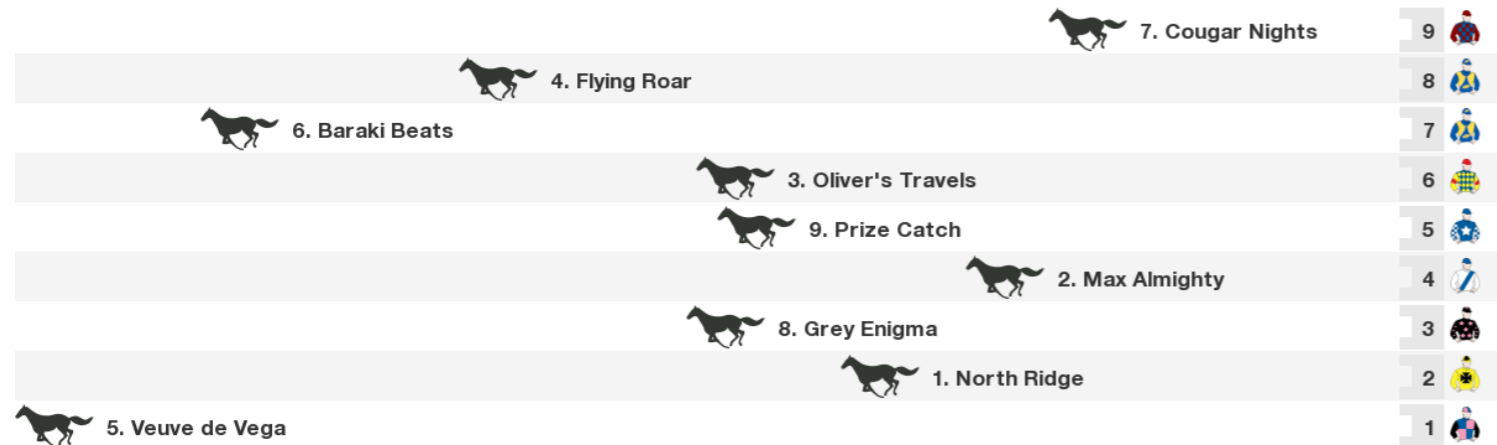 7. Cougar Nights 9
4. Flying Roar 8
6. Baraki Beats 7
3. Oliver's Travels 6
9. Prize Catch 5
2. Max Almighty 4
8. Grey Enigma 3
1. North Ridge 2
5. Veuve de Vega 1